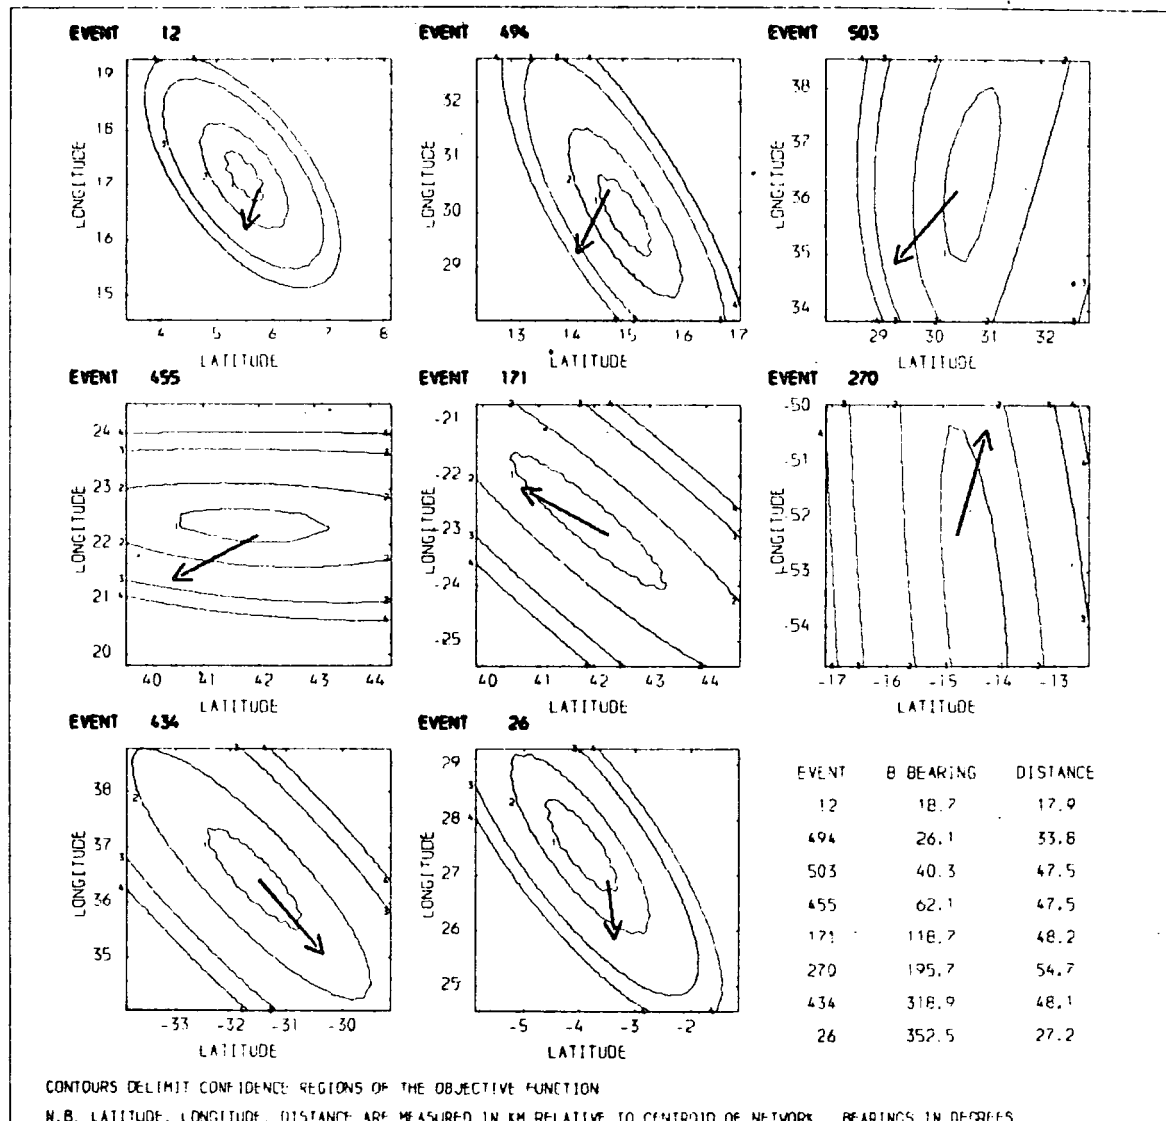 EVENT 12
EVENT 494
EVENT 503
19
18
17
16
15
LONGITUDE
4 5 6 7 8
LATITUDE
32
31
30
29
LONGITUDE
13 14 15 16 17
LATITUDE
38
37
36
35
34
LONGITUDE
29 30 31 32
LATITUDE
EVENT 455
EVENT 171
EVENT 270
24
23
22
21
20
LONGITUDE
40 41 42 43 44
LATITUDE
-21
-22
-23
-24
-25
LONGITUDE
40 41 42 43 44
LATITUDE
-50
-51
-52
-53
-54
LONGITUDE
-17 -16 -15 -14 -13
LATITUDE
EVENT 434
EVENT 26
38
37
36
35
LONGITUDE
-33 -32 -31 -30
LATITUDE
29
28
27
26
25
LONGITUDE
-5 -4 -3 -2
LATITUDE
EVENT B BEARING DISTANCE
12 18.7 17.9
494 26.1 33.8
503 40.3 47.5
455 62.1 47.5
171 118.7 48.2
270 195.7 54.7
434 318.9 48.1
26 352.5 27.2
CONTOURS DELIMIT CONFIDENCE REGIONS OF THE OBJECTIVE FUNCTION
N.B. LATITUDE, LONGITUDE, DISTANCE ARE MEASURED IN KM RELATIVE TO CENTROID OF NETWORK. BEARINGS IN DEGREES